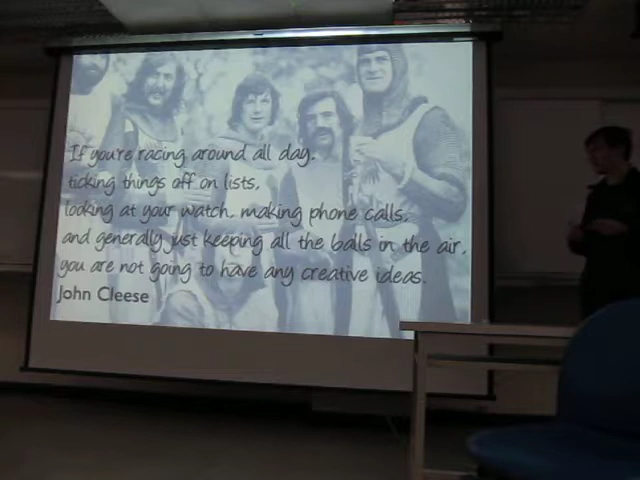 If you're racing around all day,
ticking things off on lists,
looking at your watch, making phone calls,
and generally just keeping all the balls in the air,
you are not going to have any creative ideas.
John Cleese